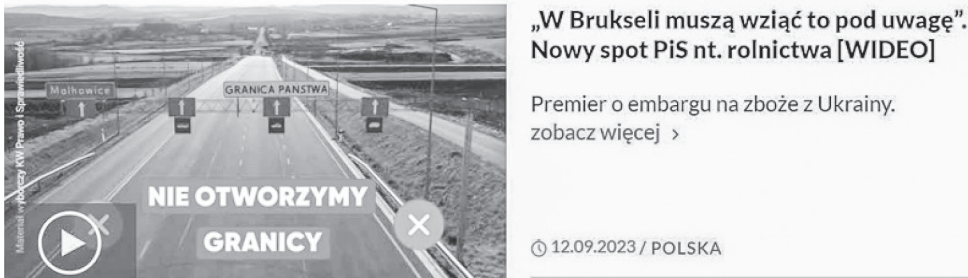 Materiał wyborczy KW Prawo i Sprawiedliwość
Malhowice
GRANICA PAŃSTWA
NIE OTWORZYMY
GRANICY
„W Brukseli muszą wziąć to pod uwagę”.
Nowy spot PiS nt. rolnictwa [WIDEO]
Premier o embargu na zboże z Ukrainy.
zobacz więcej ›
12.09.2023 / POLSKA